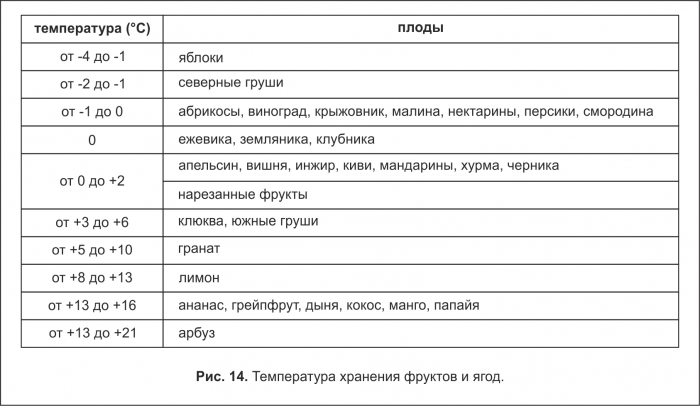 температура (°C) плоды
от -4 до -1 яблоки
от -2 до -1 северные груши
от -1 до 0 абрикосы, виноград, крыжовник, малина, нектарины, персики, смородина
0 ежевика, земляника, клубника
от 0 до +2 апельсин, вишня, инжир, киви, мандарины, хурма, черника
нарезанные фрукты
от +3 до +6 клюква, южные груши
от +5 до +10 гранат
от +8 до +13 лимон
от +13 до +16 ананас, грейпфрут, дыня, кокос, манго, папайя
от +13 до +21 арбуз
Рис. 14. Температура хранения фруктов и ягод.